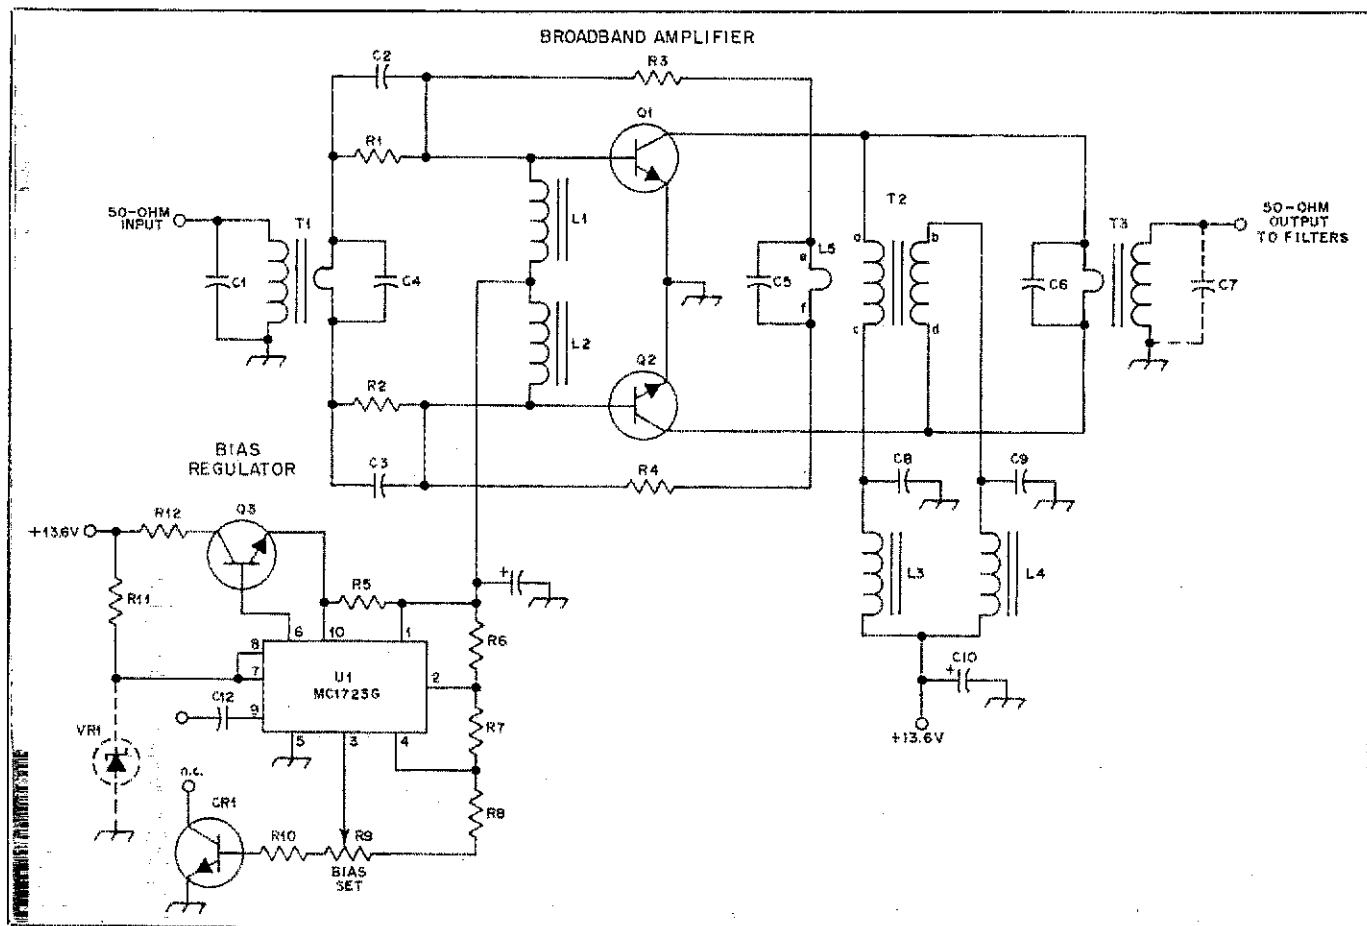 BROADBAND AMPLIFIER
C2
R3
Q1
R1
50-OHM
INPUT
T1
L1
T2
50-OHM
OUTPUT
TO FILTERS
T3
a
b
e
L5
C1
C4
C5
C6
C7
f
c
d
L2
Q2
R2
BIAS
REGULATOR
C3
R4
C8
C9
+13.6V
R12
Q3
L3
L4
R11
R5
+
6
10
1
R6
8
7
U1
MC1723G
2
C12
9
C10
+
R7
VR1
5
3
4
+13.6V
n.c.
CR1
R8
R10
R9
BIAS
SET